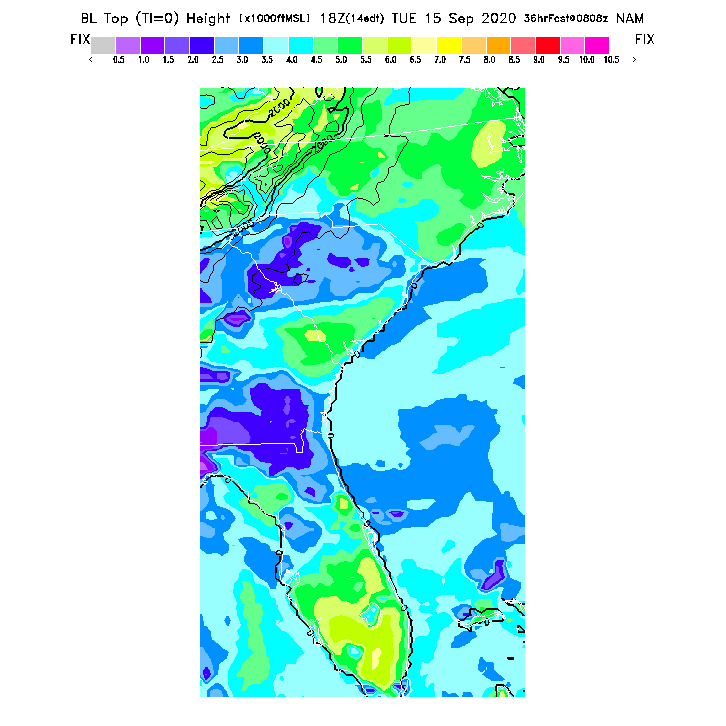 BL Top (TI=0) Height [x1000ftMSL] 18Z(14edt) TUE 15 Sep 2020 36hrFcst@0808z NAM
FIX FIX
< 0.5 1.0 1.5 2.0 2.5 3.0 3.5 4.0 4.5 5.0 5.5 6.0 6.5 7.0 7.5 8.0 8.5 9.0 9.5 10.0 10.5 >
2000
2000